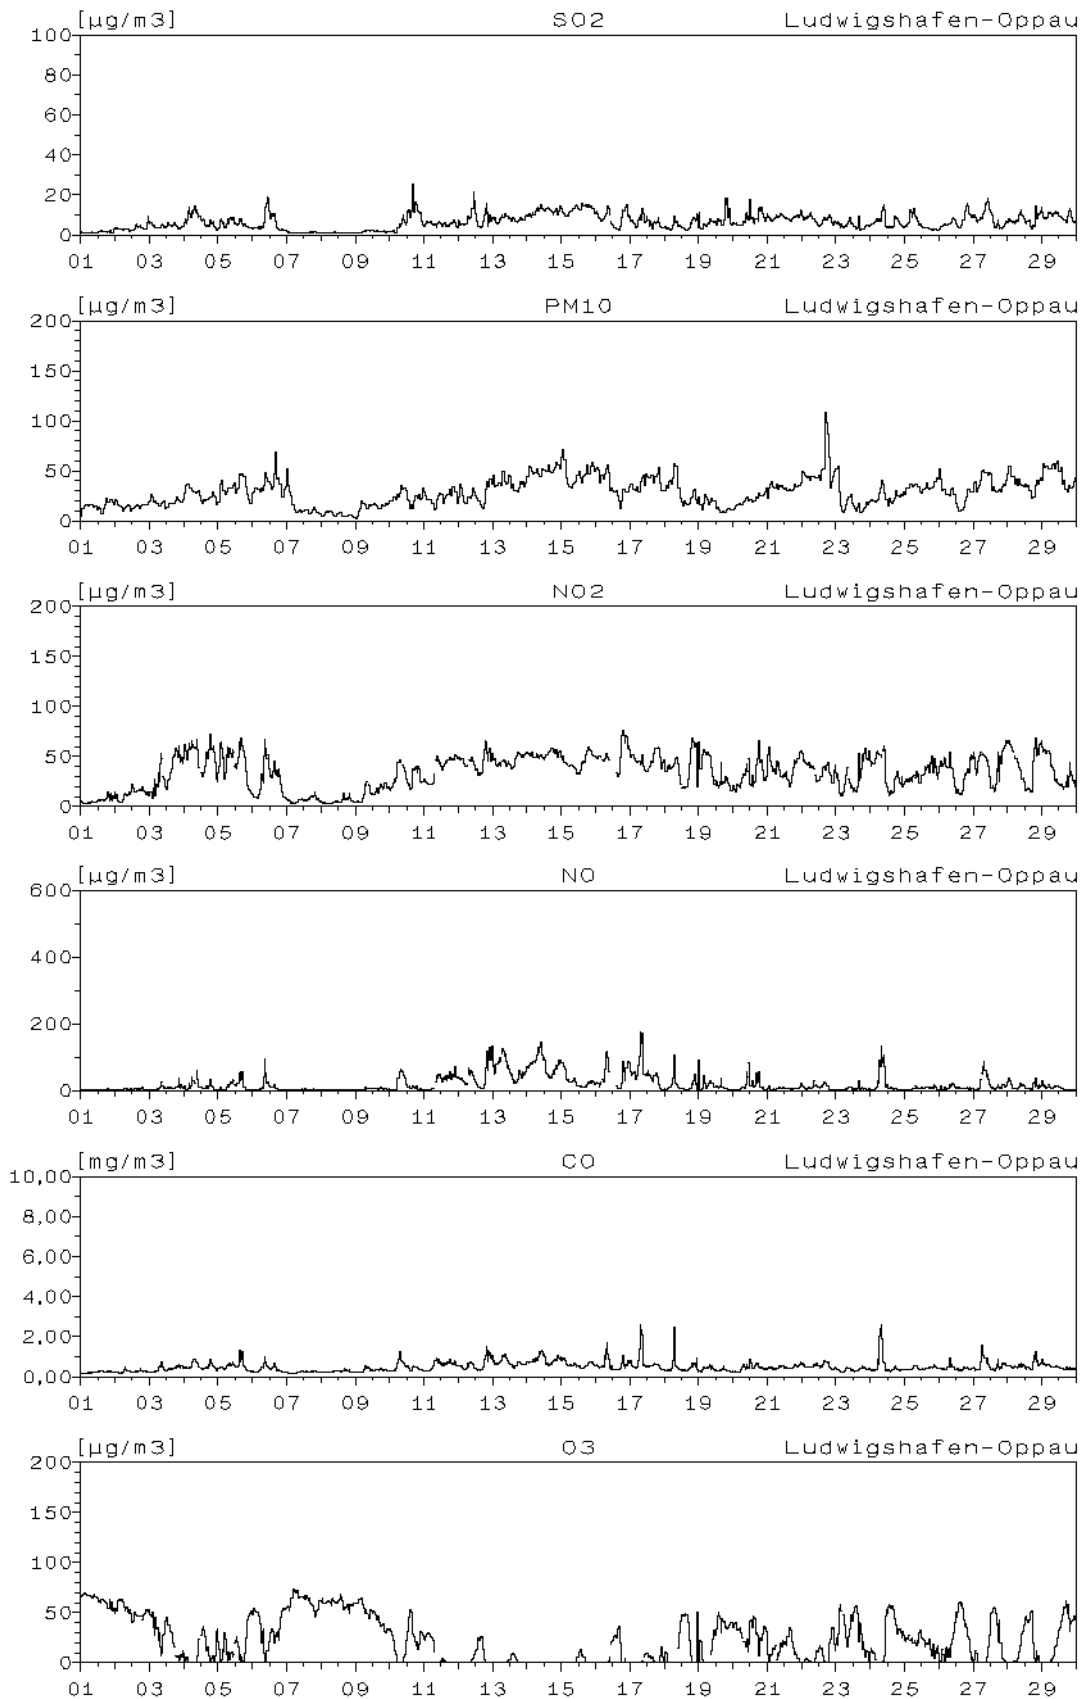 [µg/m3] SO2 Ludwigshafen-Oppau
100
80
60
40
20
0
01 03 05 07 09 11 13 15 17 19 21 23 25 27 29
[µg/m3] PM10 Ludwigshafen-Oppau
200
150
100
50
0
01 03 05 07 09 11 13 15 17 19 21 23 25 27 29
[µg/m3] NO2 Ludwigshafen-Oppau
200
150
100
50
0
01 03 05 07 09 11 13 15 17 19 21 23 25 27 29
[µg/m3] NO Ludwigshafen-Oppau
600
400
200
0
01 03 05 07 09 11 13 15 17 19 21 23 25 27 29
[mg/m3] CO Ludwigshafen-Oppau
10,00
8,00
6,00
4,00
2,00
0,00
01 03 05 07 09 11 13 15 17 19 21 23 25 27 29
[µg/m3] O3 Ludwigshafen-Oppau
200
150
100
50
0
01 03 05 07 09 11 13 15 17 19 21 23 25 27 29